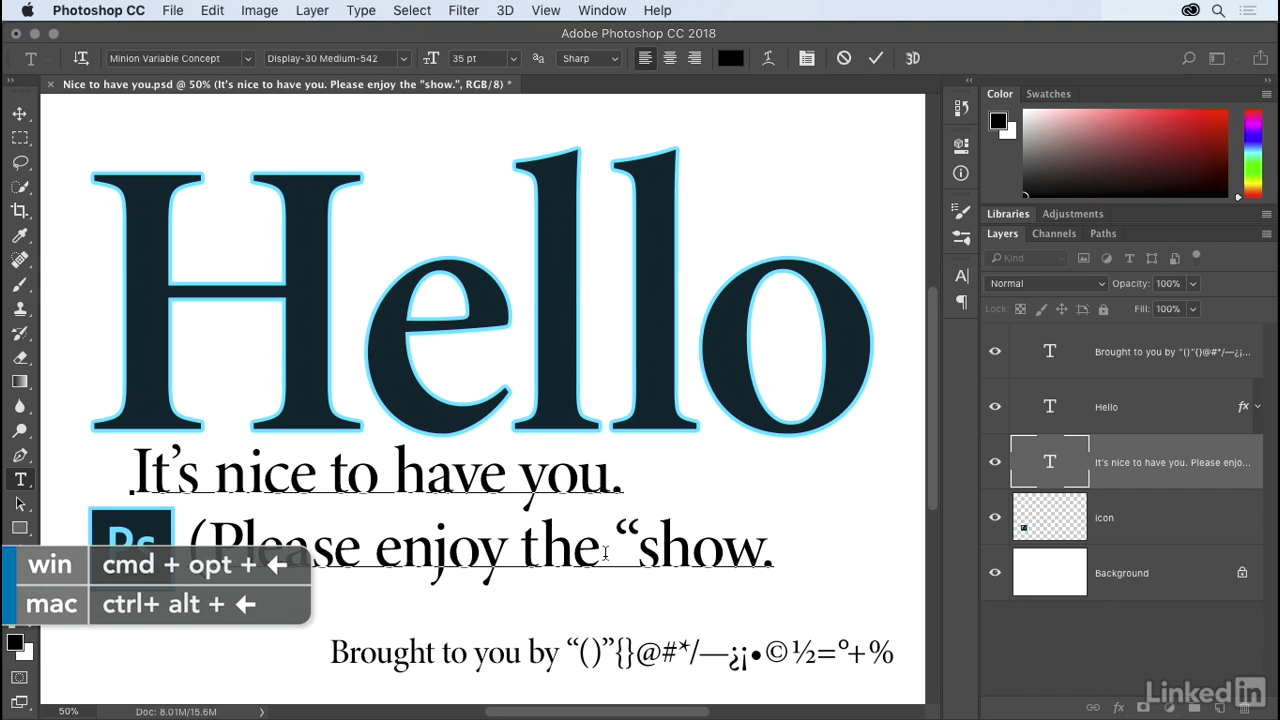 Photoshop CC File Edit Image Layer Type Select Filter 3D View Window Help
Adobe Photoshop CC 2018
T Minion Variable Concept Display-30 Medium-542 35 pt aa Sharp 3D
Nice to have you.psd @ 50% (It's nice to have you. Please enjoy the "show.", RGB/8) *
Color Swatches
Hello
It’s nice to have you.
Ps (Please enjoy the “show.
win cmd + opt + ←
mac ctrl+ alt + ←
Brought to you by “()”{}@#*/—¿¡•©½=°+%
50% Doc: 8.01M/15.6M
Libraries Adjustments
Layers Channels Paths
Kind
Normal Opacity: 100%
Lock: Fill: 100%
T Brought to you by “()”{}@#*/—¿¡...
T Hello fx
T It's nice to have you. Please enjo...
icon
Background
fx
Linked in